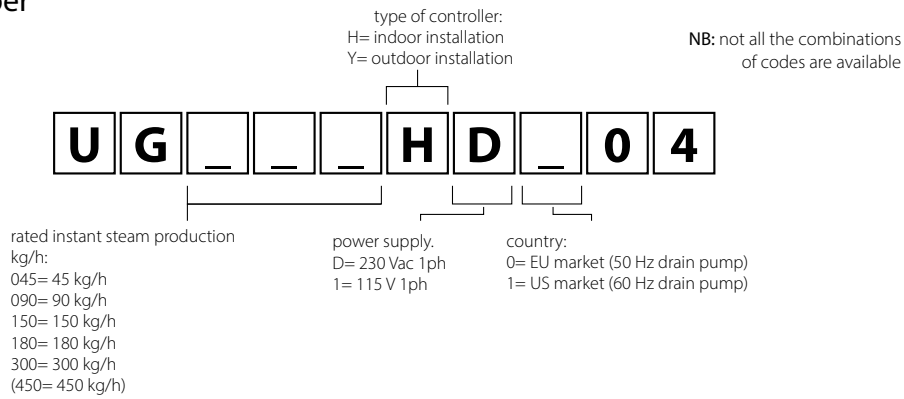 type of controller:
H= indoor installation
Y= outdoor installation
NB: not all the combinations
of codes are available
U G _ _ _ H D _ 0 4
rated instant steam production
kg/h:
045= 45 kg/h
090= 90 kg/h
150= 150 kg/h
180= 180 kg/h
300= 300 kg/h
(450= 450 kg/h)
power supply.
D= 230 Vac 1ph
1= 115 V 1ph
country:
0= EU market (50 Hz drain pump)
1= US market (60 Hz drain pump)